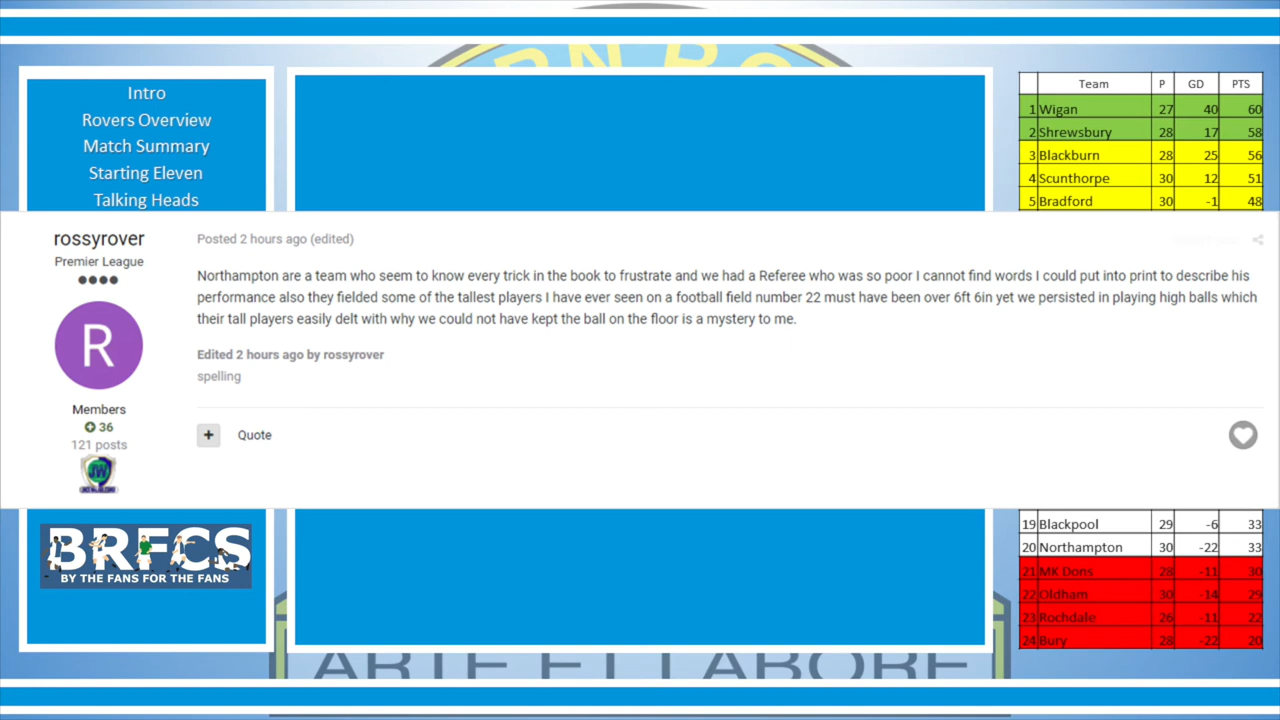 RN RO
Intro
Rovers Overview
Match Summary
Starting Eleven
Talking Heads
Team P GD PTS
1 Wigan 27 40 60
2 Shrewsbury 28 17 58
3 Blackburn 28 25 56
4 Scunthorpe 30 12 51
5 Bradford 30 -1 48
rossyrover
Premier League
Members
36
121 posts
R
Posted 2 hours ago (edited)
Northampton are a team who seem to know every trick in the book to frustrate and we had a Referee who was so poor I cannot find words I could put into print to describe his
performance also they fielded some of the tallest players I have ever seen on a football field number 22 must have been over 6ft 6in yet we persisted in playing high balls which
their tall players easily delt with why we could not have kept the ball on the floor is a mystery to me.
Edited 2 hours ago by rossyrover
spelling
+ Quote
BRFCS
BY THE FANS FOR THE FANS
19 Blackpool 29 -6 33
20 Northampton 30 -22 33
21 MK Dons 28 -11 30
22 Oldham 30 -14 29
23 Rochdale 26 -11 22
24 Bury 28 -22 20
ARTE ET LABORE